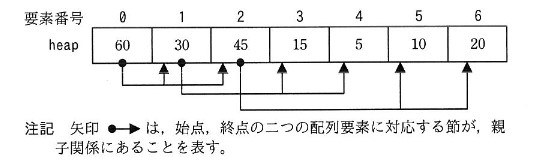 要素番号 0 1 2 3 4 5 6
heap 60 30 45 15 5 10 20
注記 矢印 ●→ は，始点，終点の二つの配列要素に対応する節が，親
子関係にあることを表す。